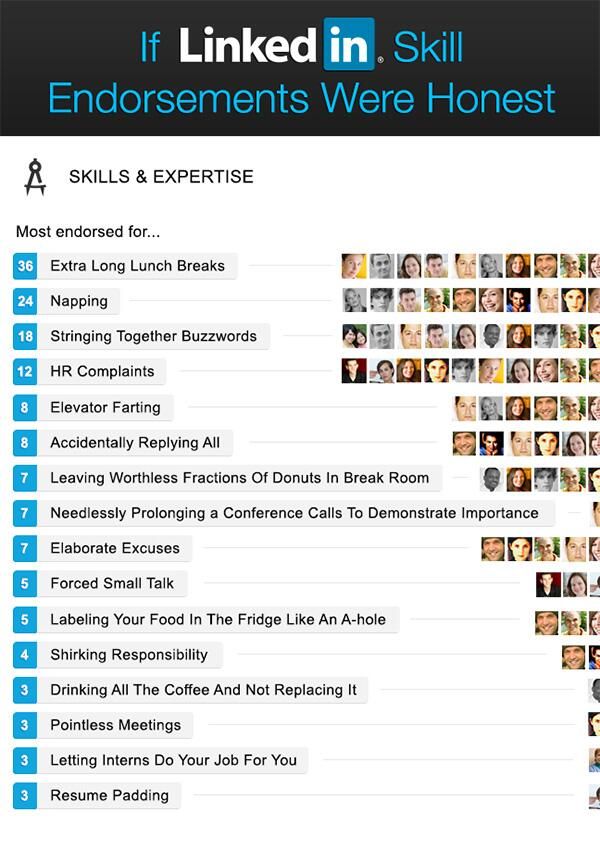 If Linked in® Skill
Endorsements Were Honest
SKILLS & EXPERTISE
Most endorsed for...
36 Extra Long Lunch Breaks
24 Napping
18 Stringing Together Buzzwords
12 HR Complaints
8 Elevator Farting
8 Accidentally Replying All
7 Leaving Worthless Fractions Of Donuts In Break Room
7 Needlessly Prolonging a Conference Calls To Demonstrate Importance
7 Elaborate Excuses
5 Forced Small Talk
5 Labeling Your Food In The Fridge Like An A-hole
4 Shirking Responsibility
3 Drinking All The Coffee And Not Replacing It
3 Pointless Meetings
3 Letting Interns Do Your Job For You
3 Resume Padding